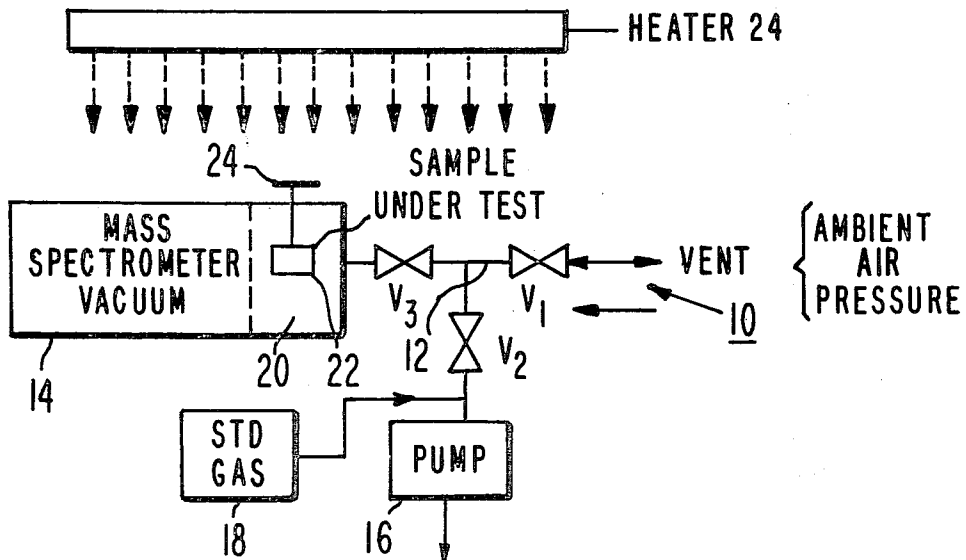 HEATER 24
24
SAMPLE
UNDER TEST
MASS
SPECTROMETER
VACUUM
VENT
AMBIENT
AIR
PRESSURE
V3
V1
10
12
V2
14
20
22
STD
GAS
PUMP
18
16